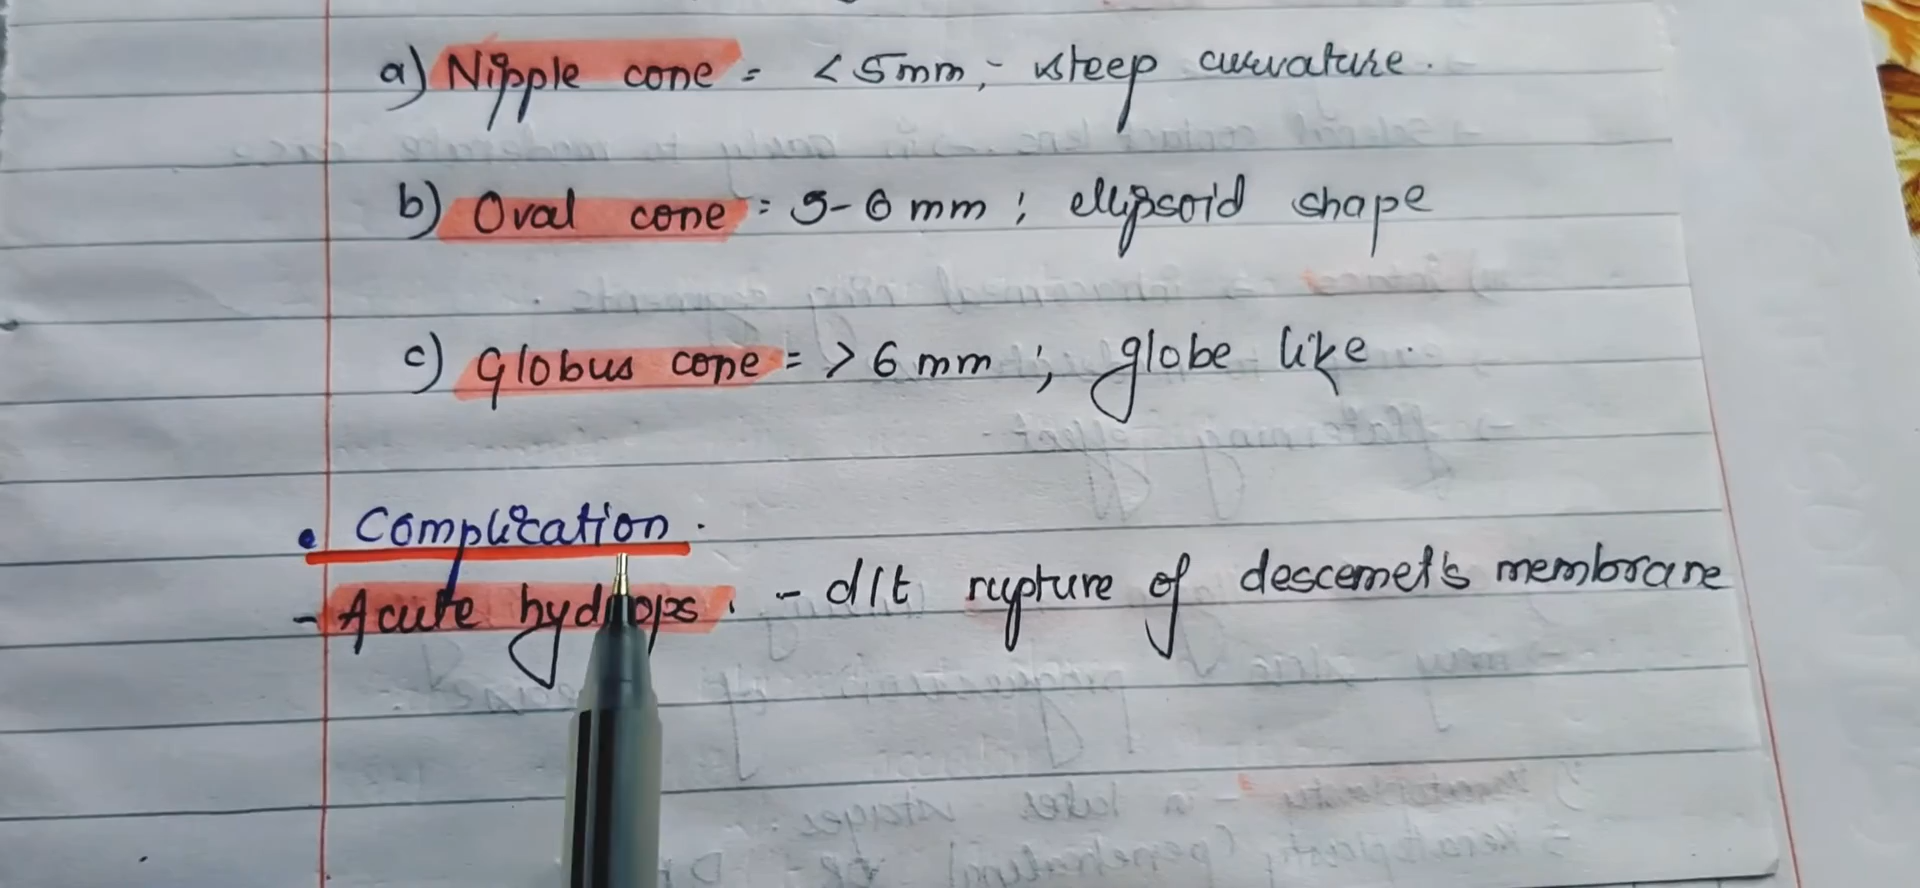 a) Nipple cone = < 5mm ; - steep curvature .
b) Oval cone = 5-6 mm ; ellipsoid shape
c) Globus cone = > 6 mm ; globe like .
• Complication .
- Acute hydrops . - d/t rupture of descemet's membrane